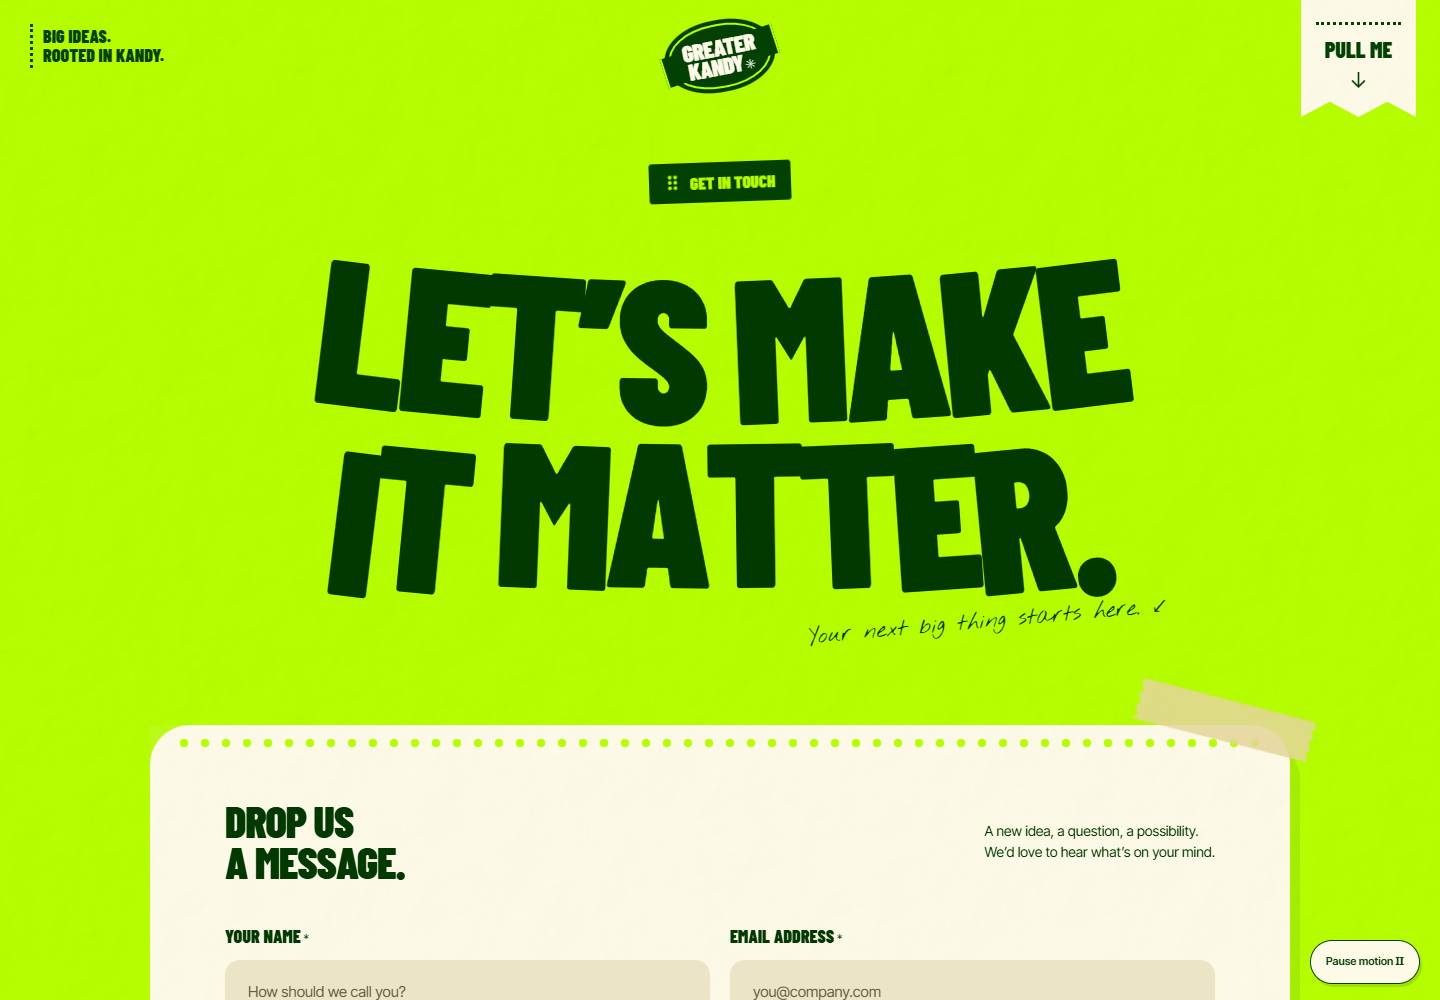 BIG IDEAS.
ROOTED IN KANDY.
GREATER
KANDY
PULL ME
↓
GET IN TOUCH
LET’S MAKE
IT MATTER.
Your next big thing starts here. ↙
DROP US
A MESSAGE.
A new idea, a question, a possibility.
We’d love to hear what’s on your mind.
YOUR NAME *
EMAIL ADDRESS *
How should we call you?
you@company.com
Pause motion II